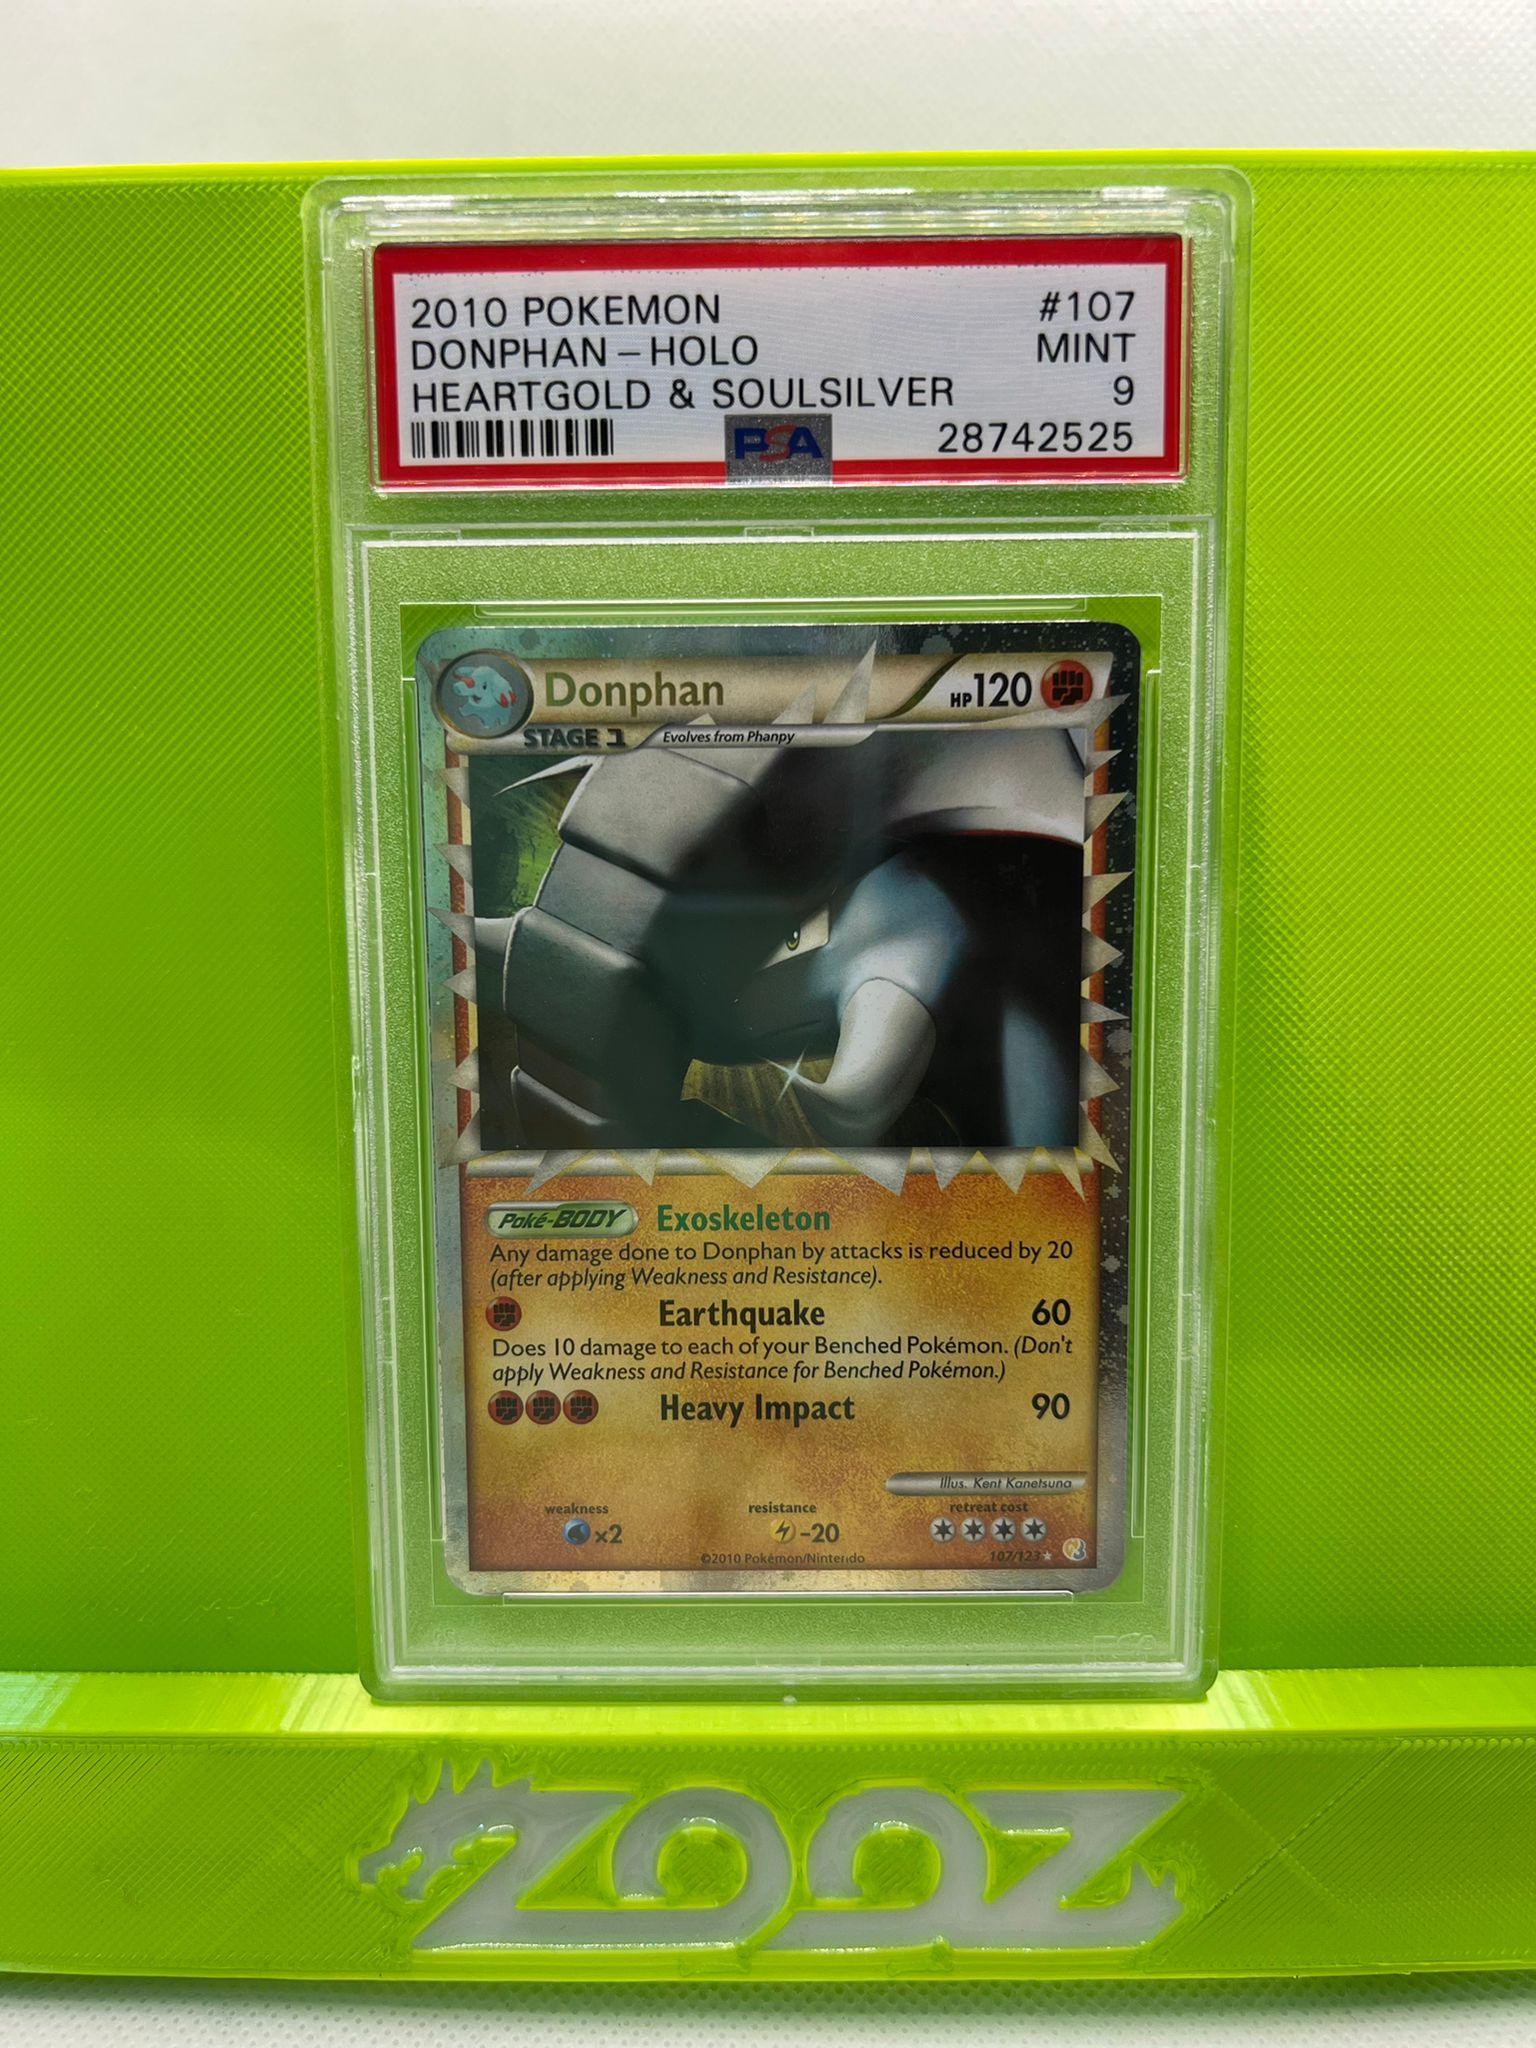 2010 POKEMON #107
DONPHAN – HOLO MINT
HEARTGOLD & SOULSILVER 9
PSA 28742525
Donphan HP 120
STAGE 1 Evolves from Phanpy
Poké-BODY Exoskeleton
Any damage done to Donphan by attacks is reduced by 20
(after applying Weakness and Resistance).
Earthquake 60
Does 10 damage to each of your Benched Pokémon. (Don't
apply Weakness and Resistance for Benched Pokémon.)
Heavy Impact 90
Illus. Kent Kanetsuna
weakness resistance retreat cost
x2 -20
©2010 Pokémon/Nintendo 107/123